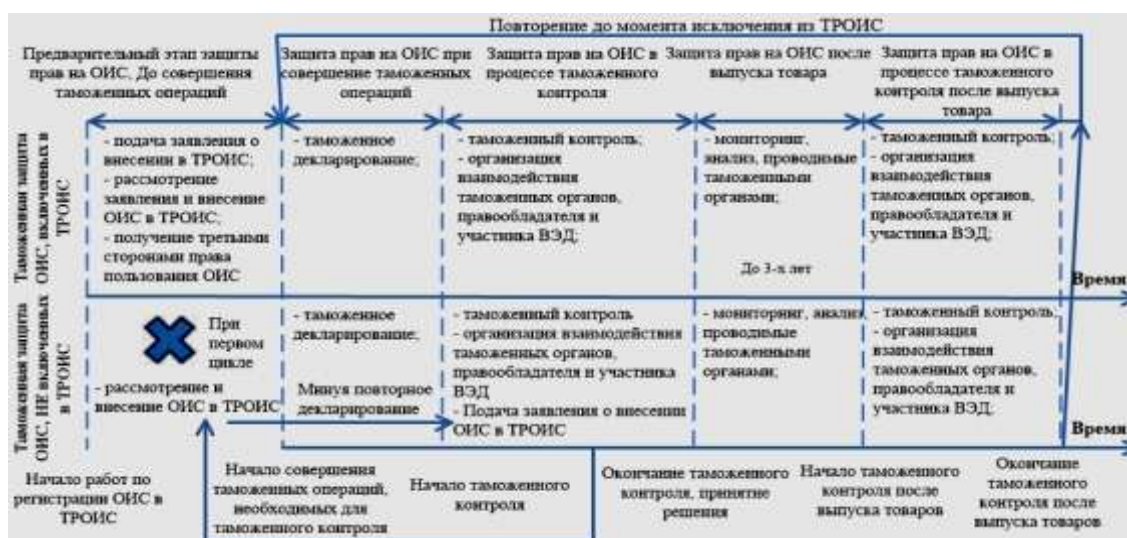 Повторение до момента исключения из ТРОИС
Предварительный этап защиты
прав на ОИС, До совершения
таможенных операций
Защита прав на ОИС при
совершение таможенных
операций
Защита прав на ОИС в
процессе таможенного
контроля
Защита прав на ОИС после
выпуска товара
Защита прав на ОИС в
процессе таможенного
контроля после выпуска
товара
Таможенная защита
ОИС, включенных в
ТРОИС
- подача заявления о
внесении в ТРОИС;
- рассмотрение
заявления и внесение
ОИС в ТРОИС;
- получение третьими
сторонами права
пользования ОИС
- таможенное
декларирование;
- таможенный контроль;
- организация
взаимодействия
таможенных органов,
правообладателя и
участника ВЭД;
- мониторинг,
анализ, проводимые
таможенными
органами;
До 3-х лет
- таможенный контроль;
- организация
взаимодействия
таможенных органов,
правообладателя и
участника ВЭД;
Время
Таможенная защита
ОИС, НЕ включенных
в ТРОИС
При
первом
цикле
- рассмотрение и
внесение ОИС в ТРОИС
- таможенное
декларирование;
Минуя повторное
декларирование
- таможенный контроль
- организация взаимодействия
таможенных органов,
правообладателя и участника
ВЭД
- Подача заявления о внесении
ОИС в ТРОИС
- мониторинг, анализ
проводимые
таможенными
органами;
- таможенный контроль;
- организация
взаимодействия
таможенных органов,
правообладателя и
участника ВЭД;
Время
Начало работ по
регистрации ОИС в
ТРОИС
Начало совершения
таможенных операций,
необходимых для
таможенного контроля
Начало таможенного
контроля
Окончание таможенного
контроля, принятие
решения
Начало таможенного
контроля после
выпуска товаров
Окончание
таможенного
контроля после
выпуска товаров